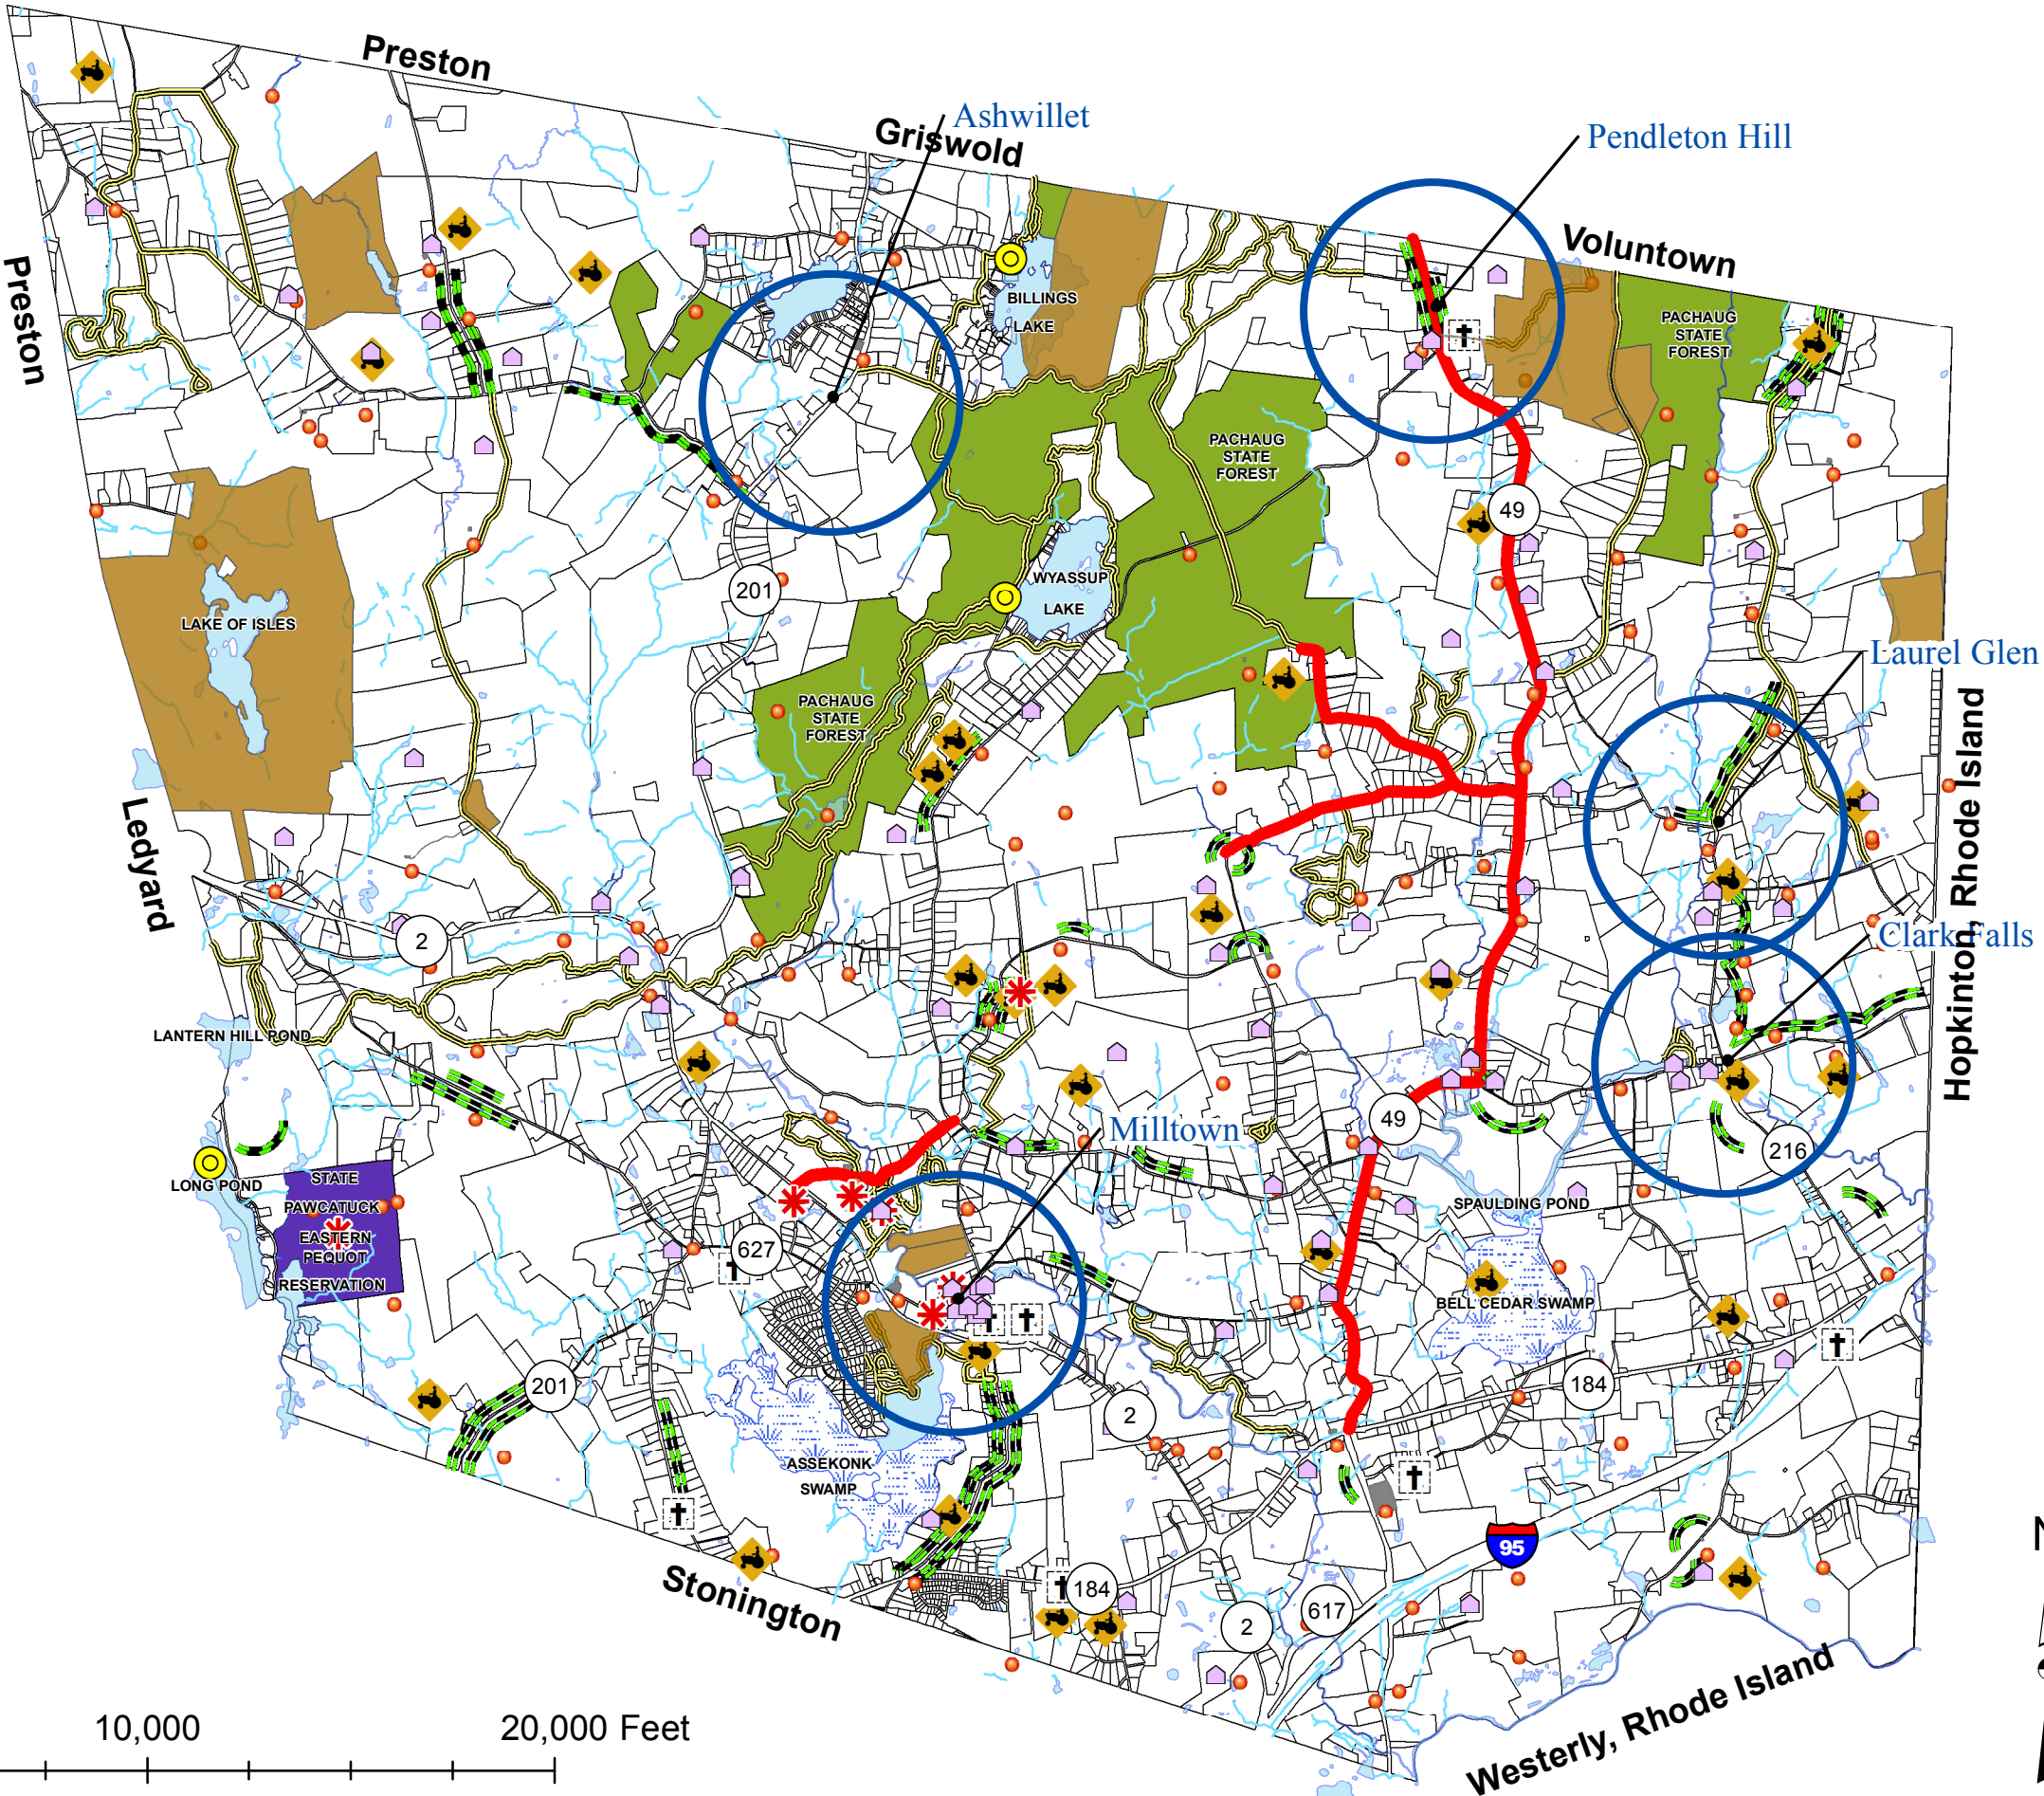 Preston
Griswold
Ashwillet
Pendleton Hill
Voluntown
Preston
BILLINGS
LAKE
PACHAUG
STATE
FOREST
PACHAUG
STATE
FOREST
49
WYASSUP
LAKE
201
LAKE OF ISLES
Laurel Glen
PACHAUG
STATE
FOREST
Hopkinton, Rhode Island
Ledyard
2
Clark Falls
LANTERN HILL POND
49
Milltown
216
LONG POND
STATE
PAWCATUCK
EASTERN
PEQUOT
RESERVATION
SPAULDING POND
627
BELL CEDAR SWAMP
201
184
2
ASSEKONK
SWAMP
95
Stonington
184
2
617
Westerly, Rhode Island
10,000
20,000 Feet